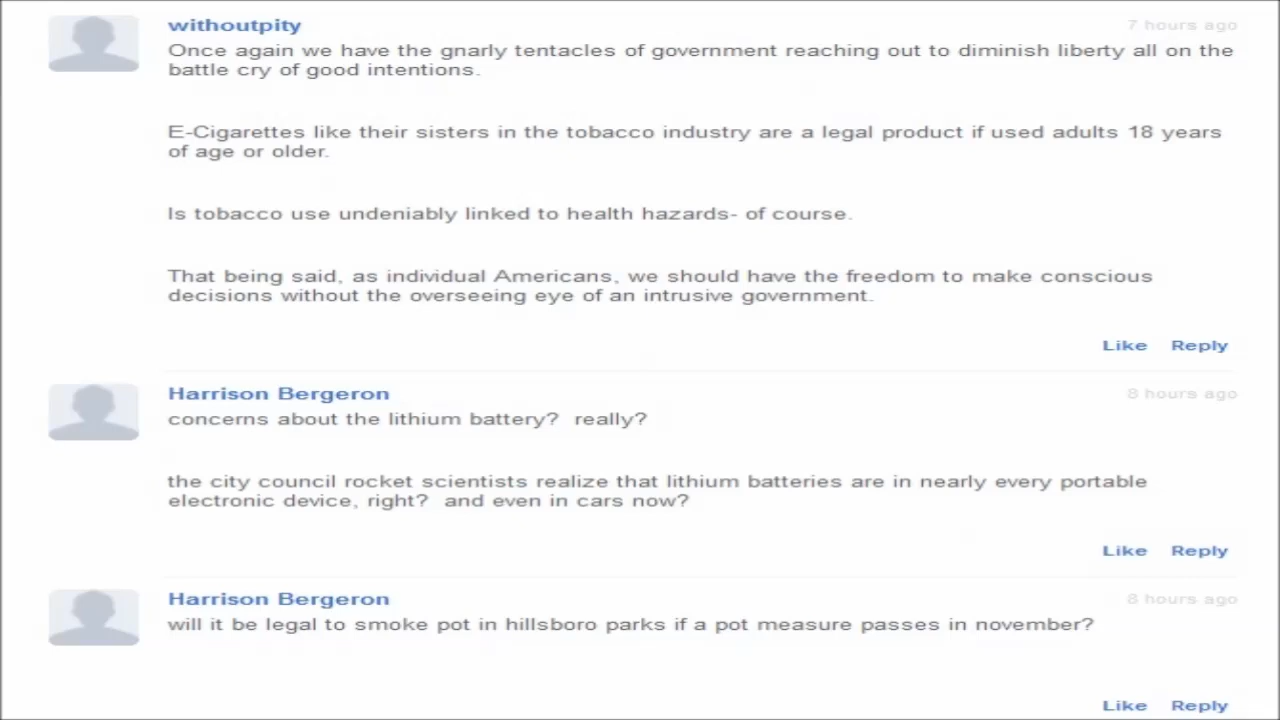 withoutpity
7 hours ago
Once again we have the gnarly tentacles of government reaching out to diminish liberty all on the
battle cry of good intentions.
E-Cigarettes like their sisters in the tobacco industry are a legal product if used adults 18 years
of age or older.
Is tobacco use undeniably linked to health hazards- of course.
That being said, as individual Americans, we should have the freedom to make conscious
decisions without the overseeing eye of an intrusive government.
Like Reply
Harrison Bergeron
8 hours ago
concerns about the lithium battery?  really?
the city council rocket scientists realize that lithium batteries are in nearly every portable
electronic device, right?  and even in cars now?
Like Reply
Harrison Bergeron
8 hours ago
will it be legal to smoke pot in hillsboro parks if a pot measure passes in november?
Like Reply